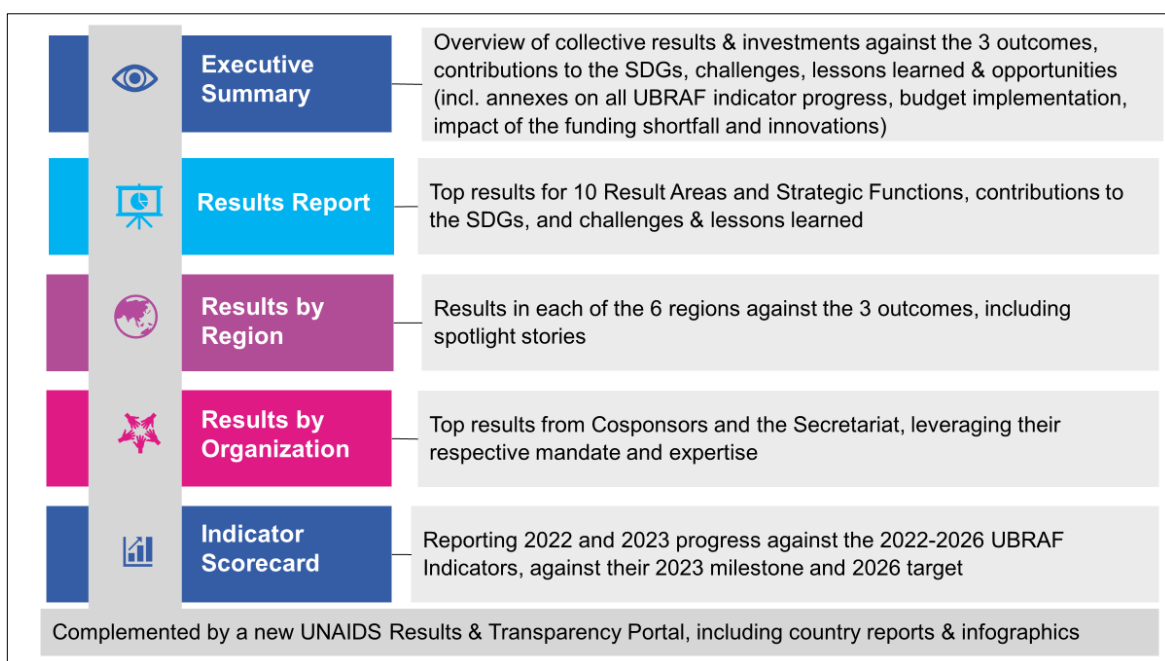 Executive
Summary
Overview of collective results & investments against the 3 outcomes,
contributions to the SDGs, challenges, lessons learned & opportunities
(incl. annexes on all UBRAF indicator progress, budget implementation,
impact of the funding shortfall and innovations)
Results Report
Top results for 10 Result Areas and Strategic Functions, contributions to
the SDGs, and challenges & lessons learned
Results by
Region
Results in each of the 6 regions against the 3 outcomes, including
spotlight stories
Results by
Organization
Top results from Cosponsors and the Secretariat, leveraging their
respective mandate and expertise
Indicator
Scorecard
Reporting 2022 and 2023 progress against the 2022-2026 UBRAF
Indicators, against their 2023 milestone and 2026 target
Complemented by a new UNAIDS Results & Transparency Portal, including country reports & infographics